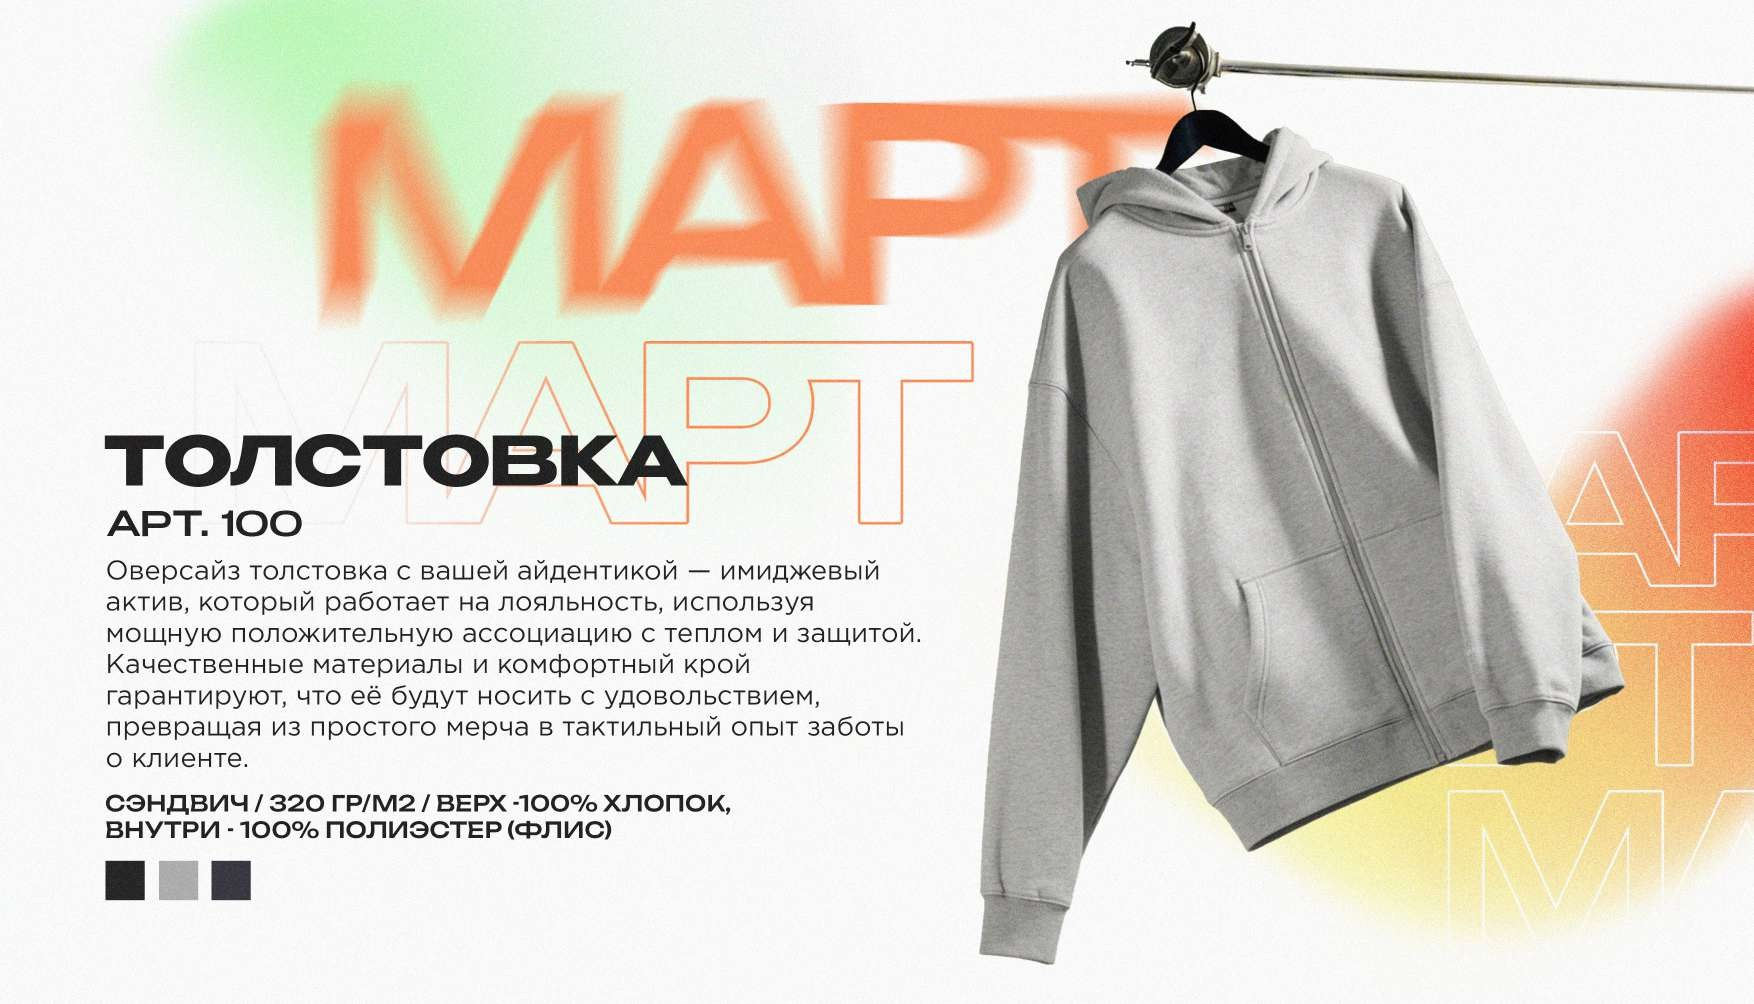 МАРТ
МАРТ
ТОЛСТОВКА
АРТ. 100
Оверсайз толстовка с вашей айдентикой — имиджевый
актив, который работает на лояльность, используя
мощную положительную ассоциацию с теплом и защитой.
Качественные материалы и комфортный крой
гарантируют, что её будут носить с удовольствием,
превращая из простого мерча в тактильный опыт заботы
о клиенте.
СЭНДВИЧ / 320 ГР/М2 / ВЕРХ -100% ХЛОПОК,
ВНУТРИ - 100% ПОЛИЭСТЕР (ФЛИС)
АР
Т
МА